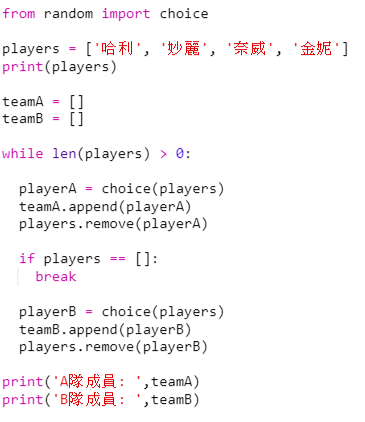 from random import choice
players = ['哈利', '妙麗', '奈威', '金妮']
print(players)
teamA = []
teamB = []
while len(players) > 0:
playerA = choice(players)
teamA.append(playerA)
players.remove(playerA)
if players == []:
break
playerB = choice(players)
teamB.append(playerB)
players.remove(playerB)
print('A隊成員: ',teamA)
print('B隊成員: ',teamB)